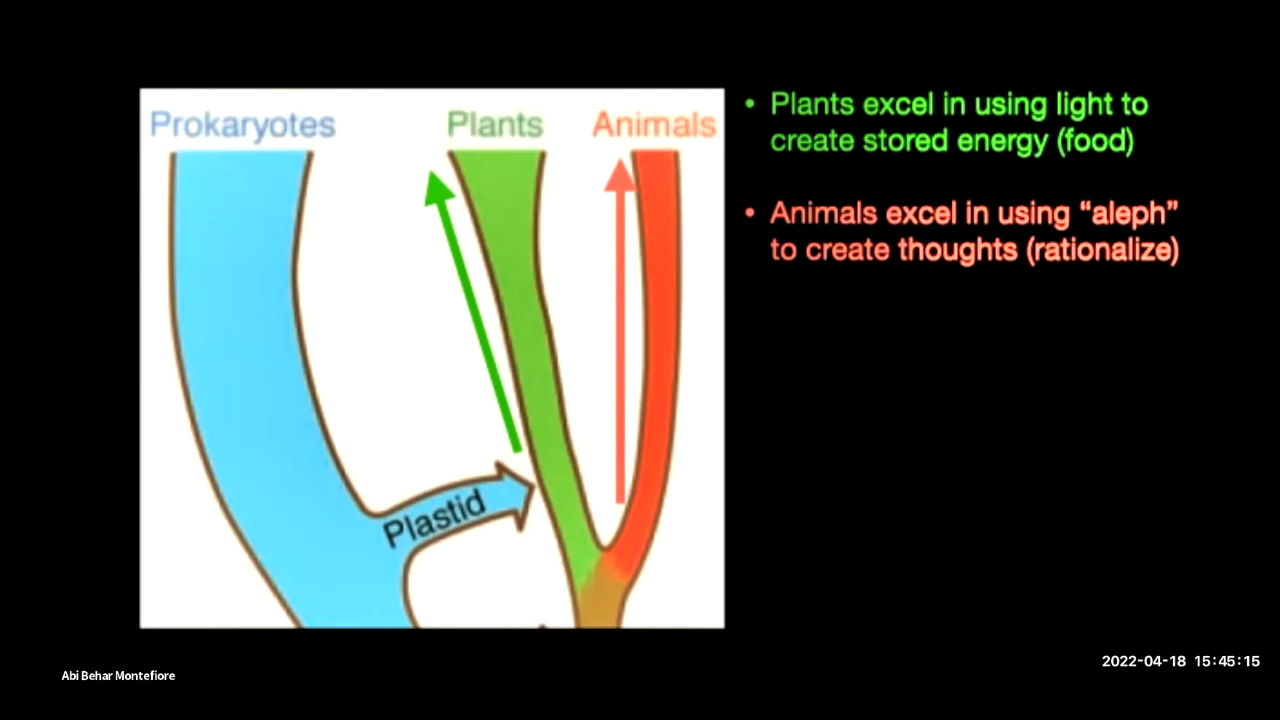 Prokaryotes Plants Animals
Plastid
• Plants excel in using light to
create stored energy (food)
• Animals excel in using “aleph”
to create thoughts (rationalize)
Abi Behar Montefiore
2022-04-18 15:45:15